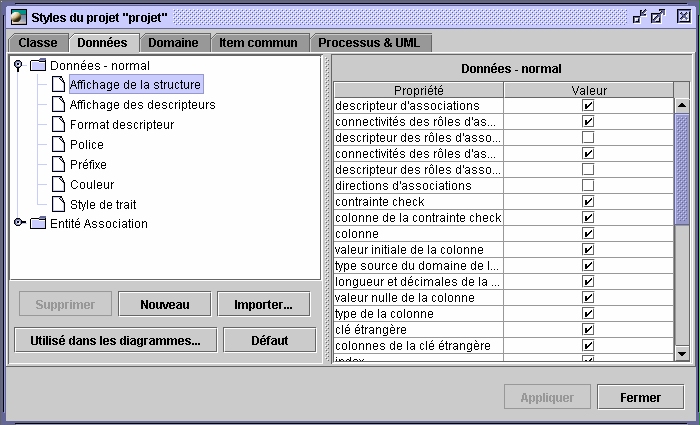 Styles du projet "projet"
Classe Données Domaine Item commun Processus & UML
Données - normal
Affichage de la structure
Affichage des descripteurs
Format descripteur
Police
Préfixe
Couleur
Style de trait
Entité Association
Supprimer Nouveau Importer...
Utilisé dans les diagrammes... Défaut
Données - normal
Propriété Valeur
descripteur d'associations
connectivités des rôles d'as...
descripteur des rôles d'asso...
connectivités des rôles d'as...
descripteur des rôles d'asso...
directions d'associations
contrainte check
colonne de la contrainte check
colonne
valeur initiale de la colonne
type source du domaine de l...
longueur et décimales de la ...
valeur nulle de la colonne
type de la colonne
clé étrangère
colonnes de la clé étrangère
index
Appliquer Fermer